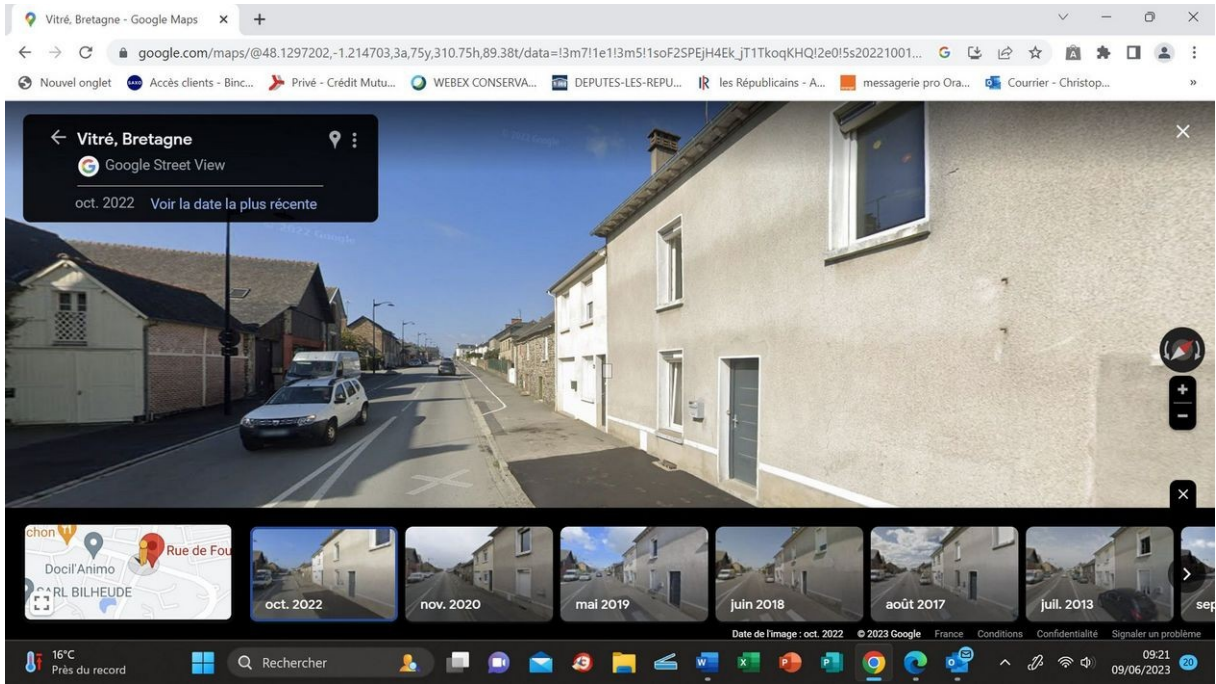 Vitré, Bretagne - Google Maps
google.com/maps/@48.1297202,-1.214703,3a,75y,310.75h,89.38t/data=!3m7!1e1!3m5!1soF2SPEjH4Ek_jT1TkoqKHQ!2e0!5s20221001...
Nouvel onglet Accès clients - Binc... Privé - Crédit Mutu... WEBEX CONSERVA... DEPUTES-LES-REPU... les Républicains - A... messagerie pro Ora... Courrier - Christop... »
Vitré, Bretagne
Google Street View
oct. 2022 Voir la date la plus récente
© 2022 Google
chon
Rue de Fou
Docil'Animo
ARL BILHEUDE
oct. 2022 nov. 2020 mai 2019 juin 2018 août 2017 juil. 2013 sep
Date de l'image : oct. 2022 © 2023 Google France Conditions Confidentialité Signaler un problème
16°C
Près du record
Rechercher
09:21
09/06/2023
20